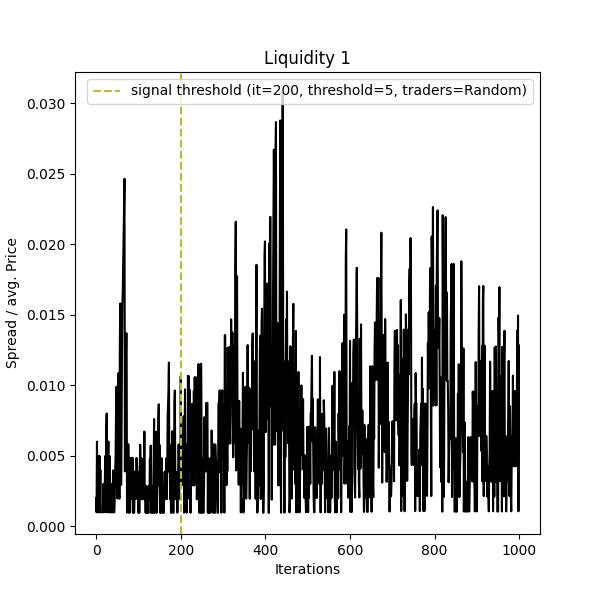 Liquidity 1
signal threshold (it=200, threshold=5, traders=Random)
Spread / avg. Price
0.030
0.025
0.020
0.015
0.010
0.005
0.000
0 200 400 600 800 1000
Iterations